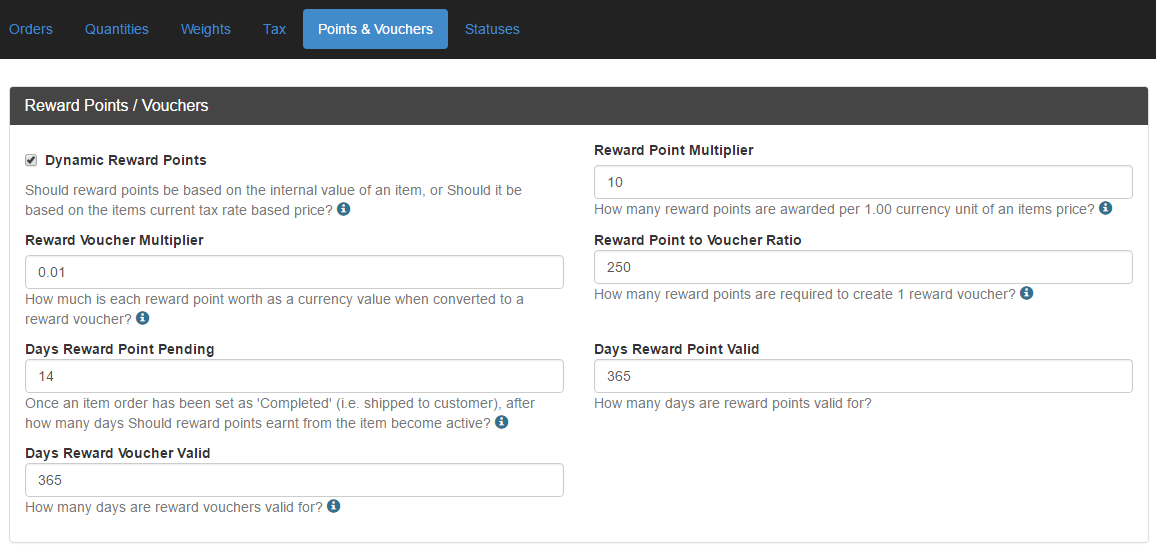 Orders Quantities Weights Tax Points & Vouchers Statuses
Reward Points / Vouchers
Dynamic Reward Points
Should reward points be based on the internal value of an item, or Should it be
based on the items current tax rate based price?
Reward Point Multiplier
10
How many reward points are awarded per 1.00 currency unit of an items price?
Reward Voucher Multiplier
0.01
How much is each reward point worth as a currency value when converted to a
reward voucher?
Reward Point to Voucher Ratio
250
How many reward points are required to create 1 reward voucher?
Days Reward Point Pending
14
Once an item order has been set as 'Completed' (i.e. shipped to customer), after
how many days Should reward points earnt from the item become active?
Days Reward Point Valid
365
How many days are reward points valid for?
Days Reward Voucher Valid
365
How many days are reward vouchers valid for?